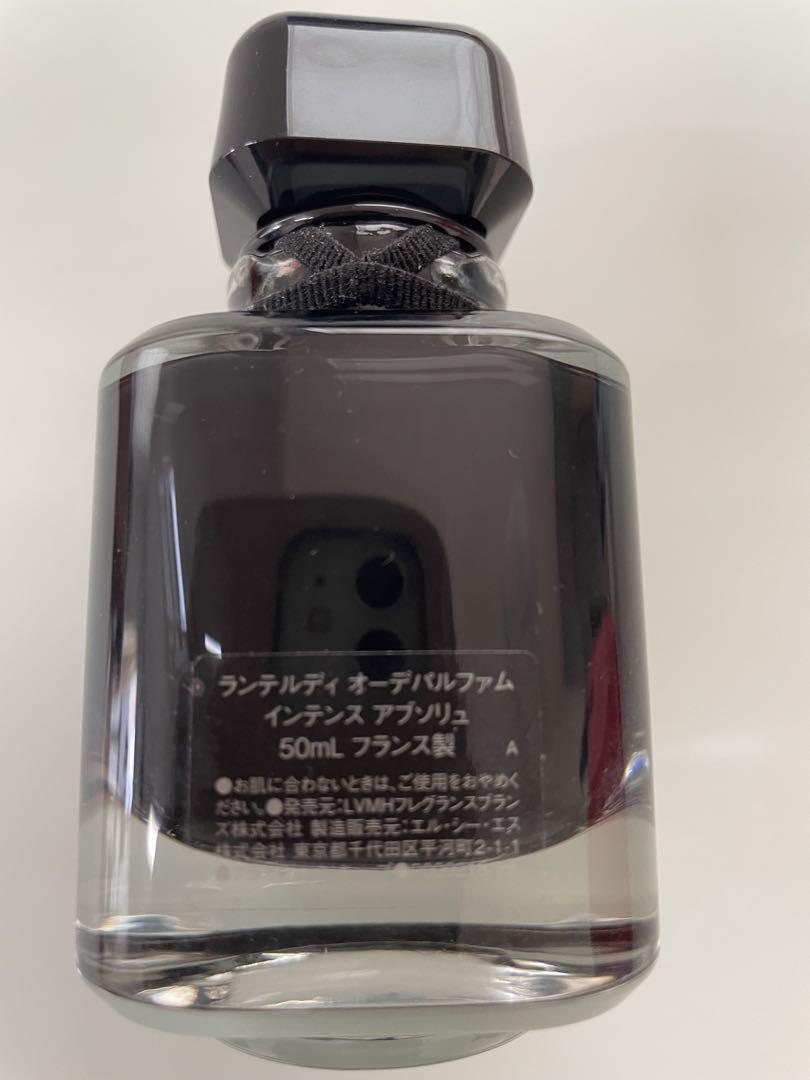 ランテルディ オーデパルファム
インテンス アブソリュ
50mL フランス製 A
●お肌に合わないときは、ご使用をおやめく
ださい。●発売元:LVMHフレグランスブラン
ズ株式会社 製造販売元:エル・シー・エス
株式会社 東京都千代田区平河町2-1-1